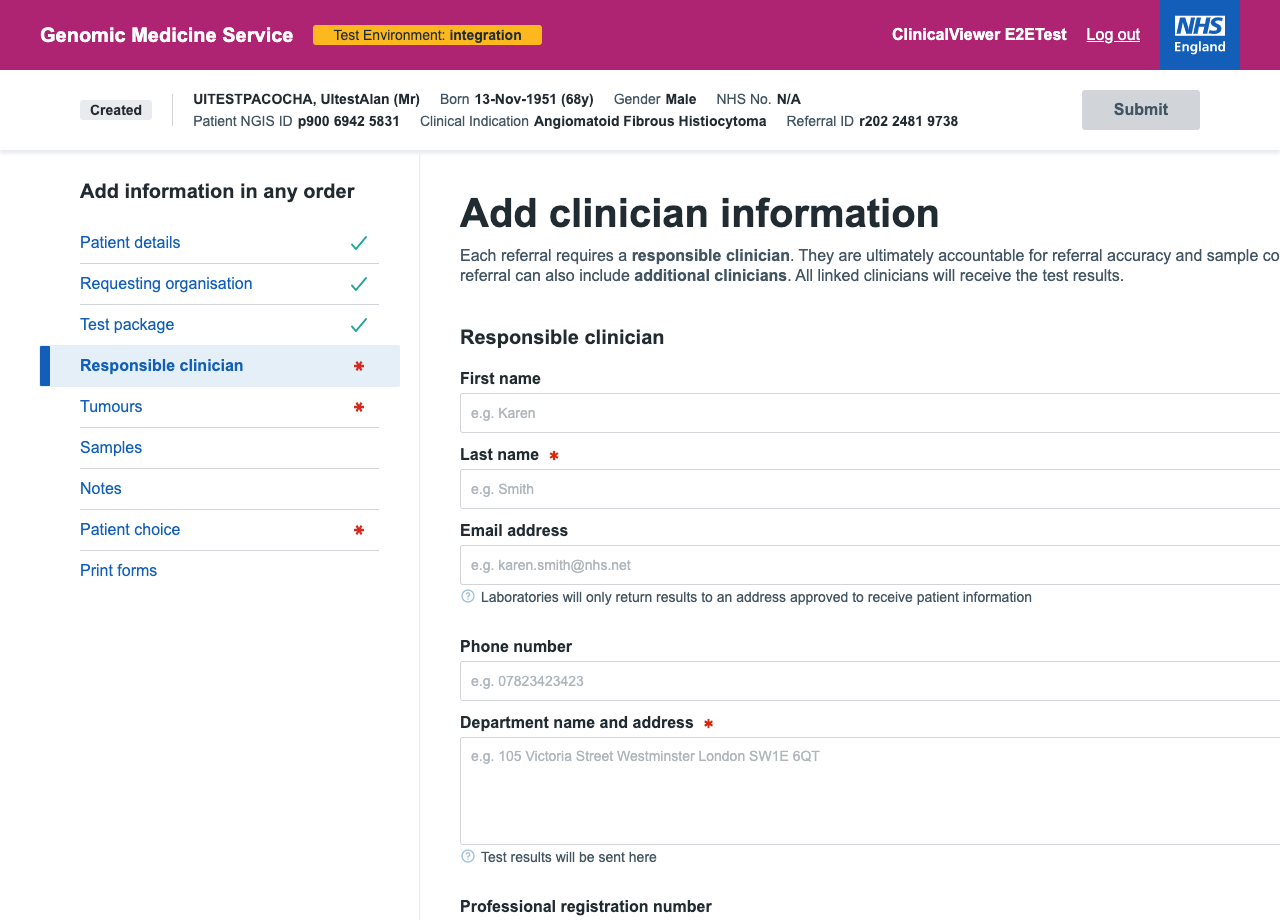 Genomic Medicine Service
Test Environment: integration
ClinicalViewer E2ETest Log out
NHS
England
Created
UITESTPACOCHA, UItestAlan (Mr) Born 13-Nov-1951 (68y) Gender Male NHS No. N/A
Patient NGIS ID p900 6942 5831 Clinical Indication Angiomatoid Fibrous Histiocytoma Referral ID r202 2481 9738
Submit
Add information in any order
Patient details
Requesting organisation
Test package
Responsible clinician *
Tumours *
Samples
Notes
Patient choice *
Print forms
Add clinician information
Each referral requires a responsible clinician. They are ultimately accountable for referral accuracy and sample co
referral can also include additional clinicians. All linked clinicians will receive the test results.
Responsible clinician
First name
e.g. Karen
Last name *
e.g. Smith
Email address
e.g. karen.smith@nhs.net
Laboratories will only return results to an address approved to receive patient information
Phone number
e.g. 07823423423
Department name and address *
e.g. 105 Victoria Street Westminster London SW1E 6QT
Test results will be sent here
Professional registration number